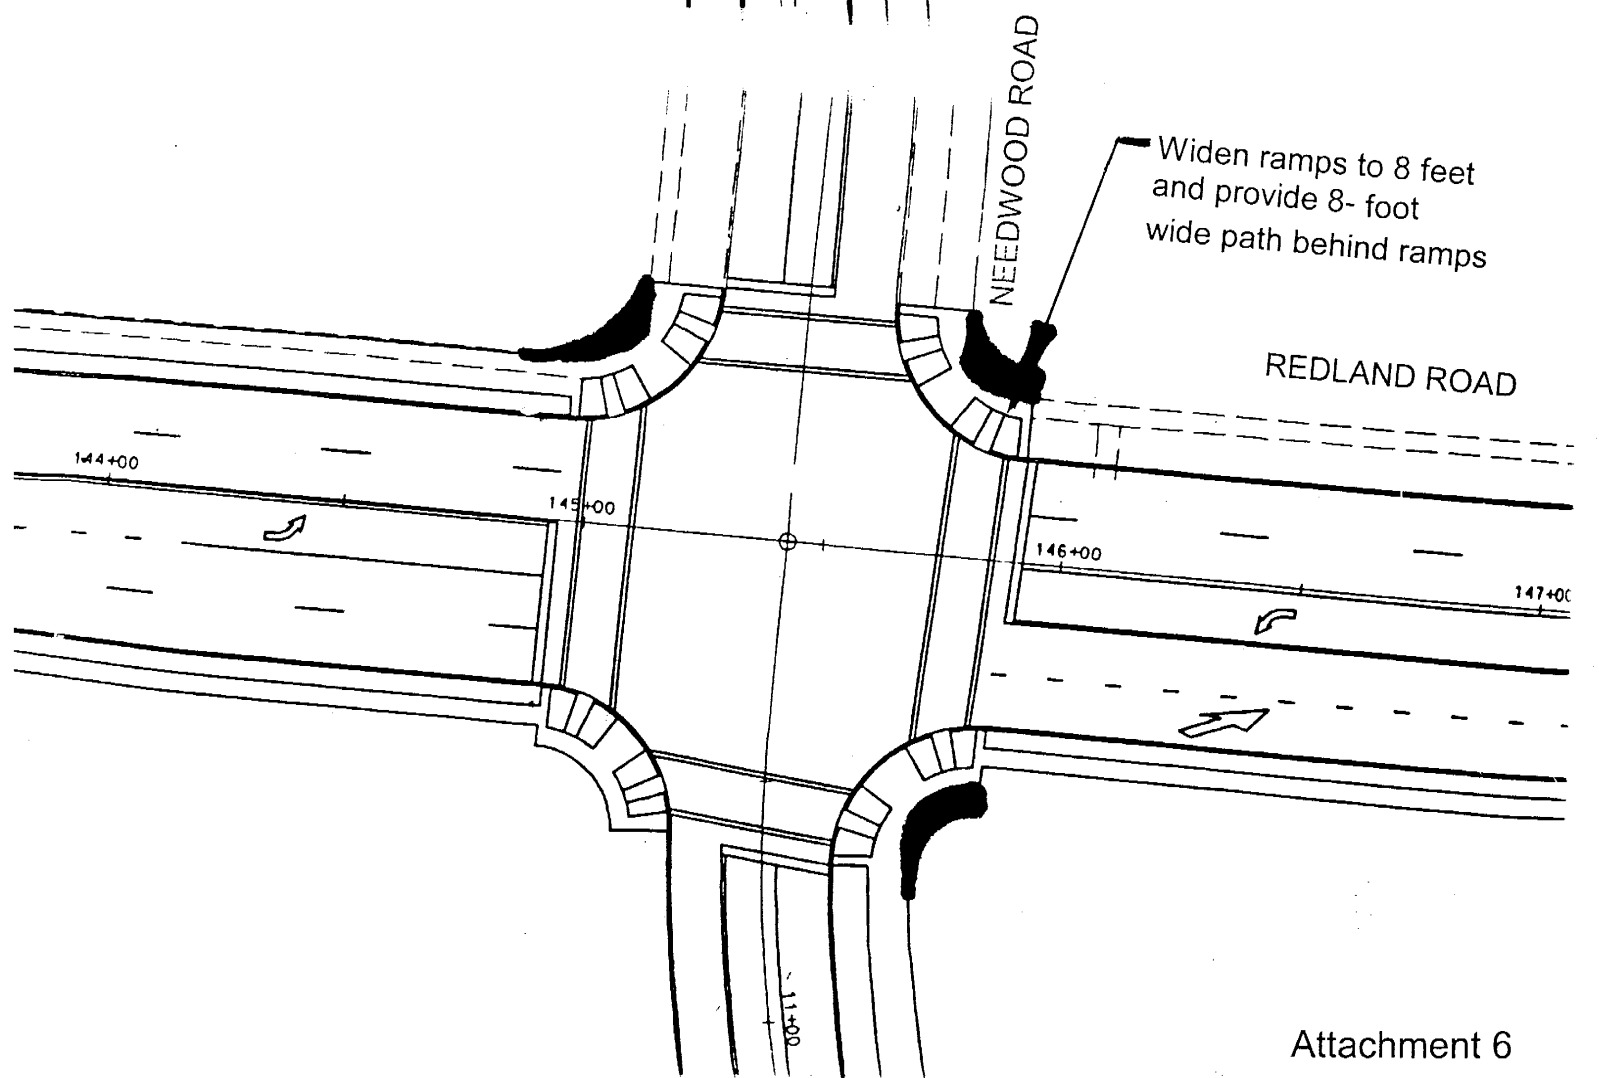 NEEDWOOD ROAD
Widen ramps to 8 feet
and provide 8- foot
wide path behind ramps
REDLAND ROAD
144+00
145+00
146+00
147+00
11+00
Attachment 6